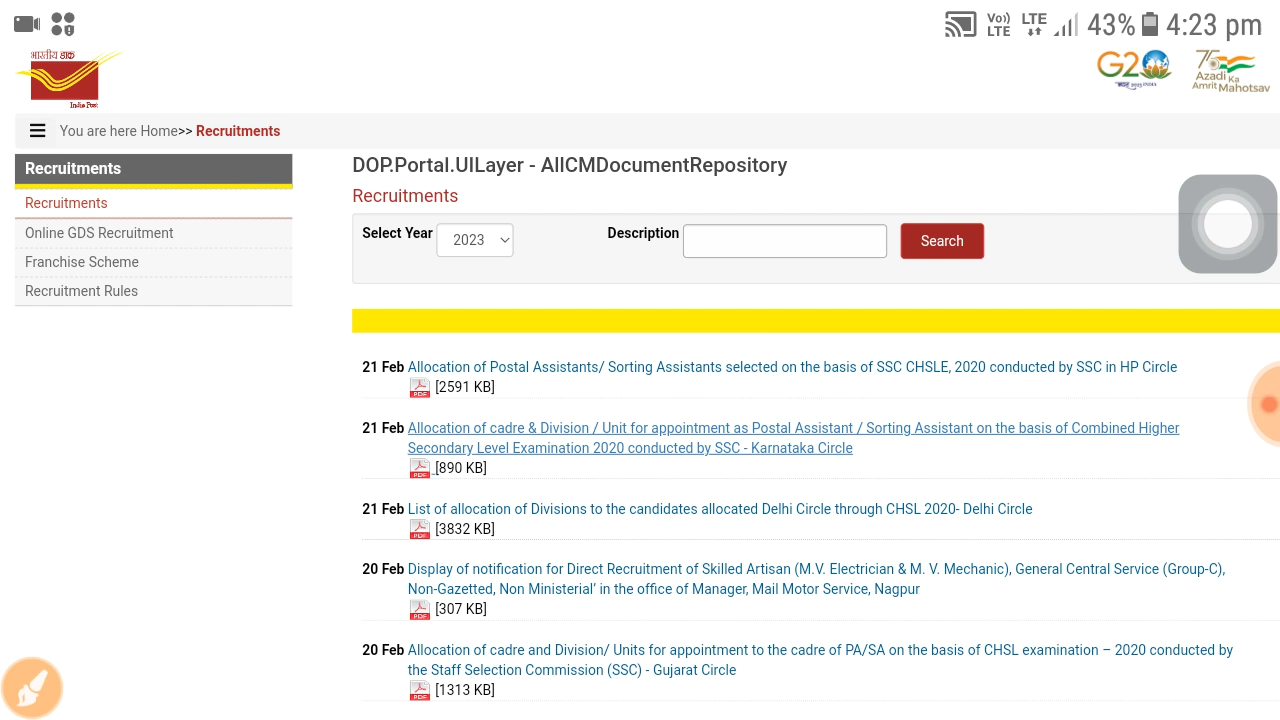 Vo))
LTE
LTE
43%
4:23 pm
भारतीय डाक
India Post
G20
75
Azadi Ka
Amrit Mahotsav
You are here Home>> Recruitments
Recruitments
Recruitments
Online GDS Recruitment
Franchise Scheme
Recruitment Rules
DOP.Portal.UILayer - AllCMDocumentRepository
Recruitments
Select Year 2023 Description Search
21 Feb Allocation of Postal Assistants/ Sorting Assistants selected on the basis of SSC CHSLE, 2020 conducted by SSC in HP Circle
PDF [2591 KB]
21 Feb Allocation of cadre & Division / Unit for appointment as Postal Assistant / Sorting Assistant on the basis of Combined Higher
Secondary Level Examination 2020 conducted by SSC - Karnataka Circle
PDF [890 KB]
21 Feb List of allocation of Divisions to the candidates allocated Delhi Circle through CHSL 2020- Delhi Circle
PDF [3832 KB]
20 Feb Display of notification for Direct Recruitment of Skilled Artisan (M.V. Electrician & M. V. Mechanic), General Central Service (Group-C),
Non-Gazetted, Non Ministerial’ in the office of Manager, Mail Motor Service, Nagpur
PDF [307 KB]
20 Feb Allocation of cadre and Division/ Units for appointment to the cadre of PA/SA on the basis of CHSL examination – 2020 conducted by
the Staff Selection Commission (SSC) - Gujarat Circle
PDF [1313 KB]